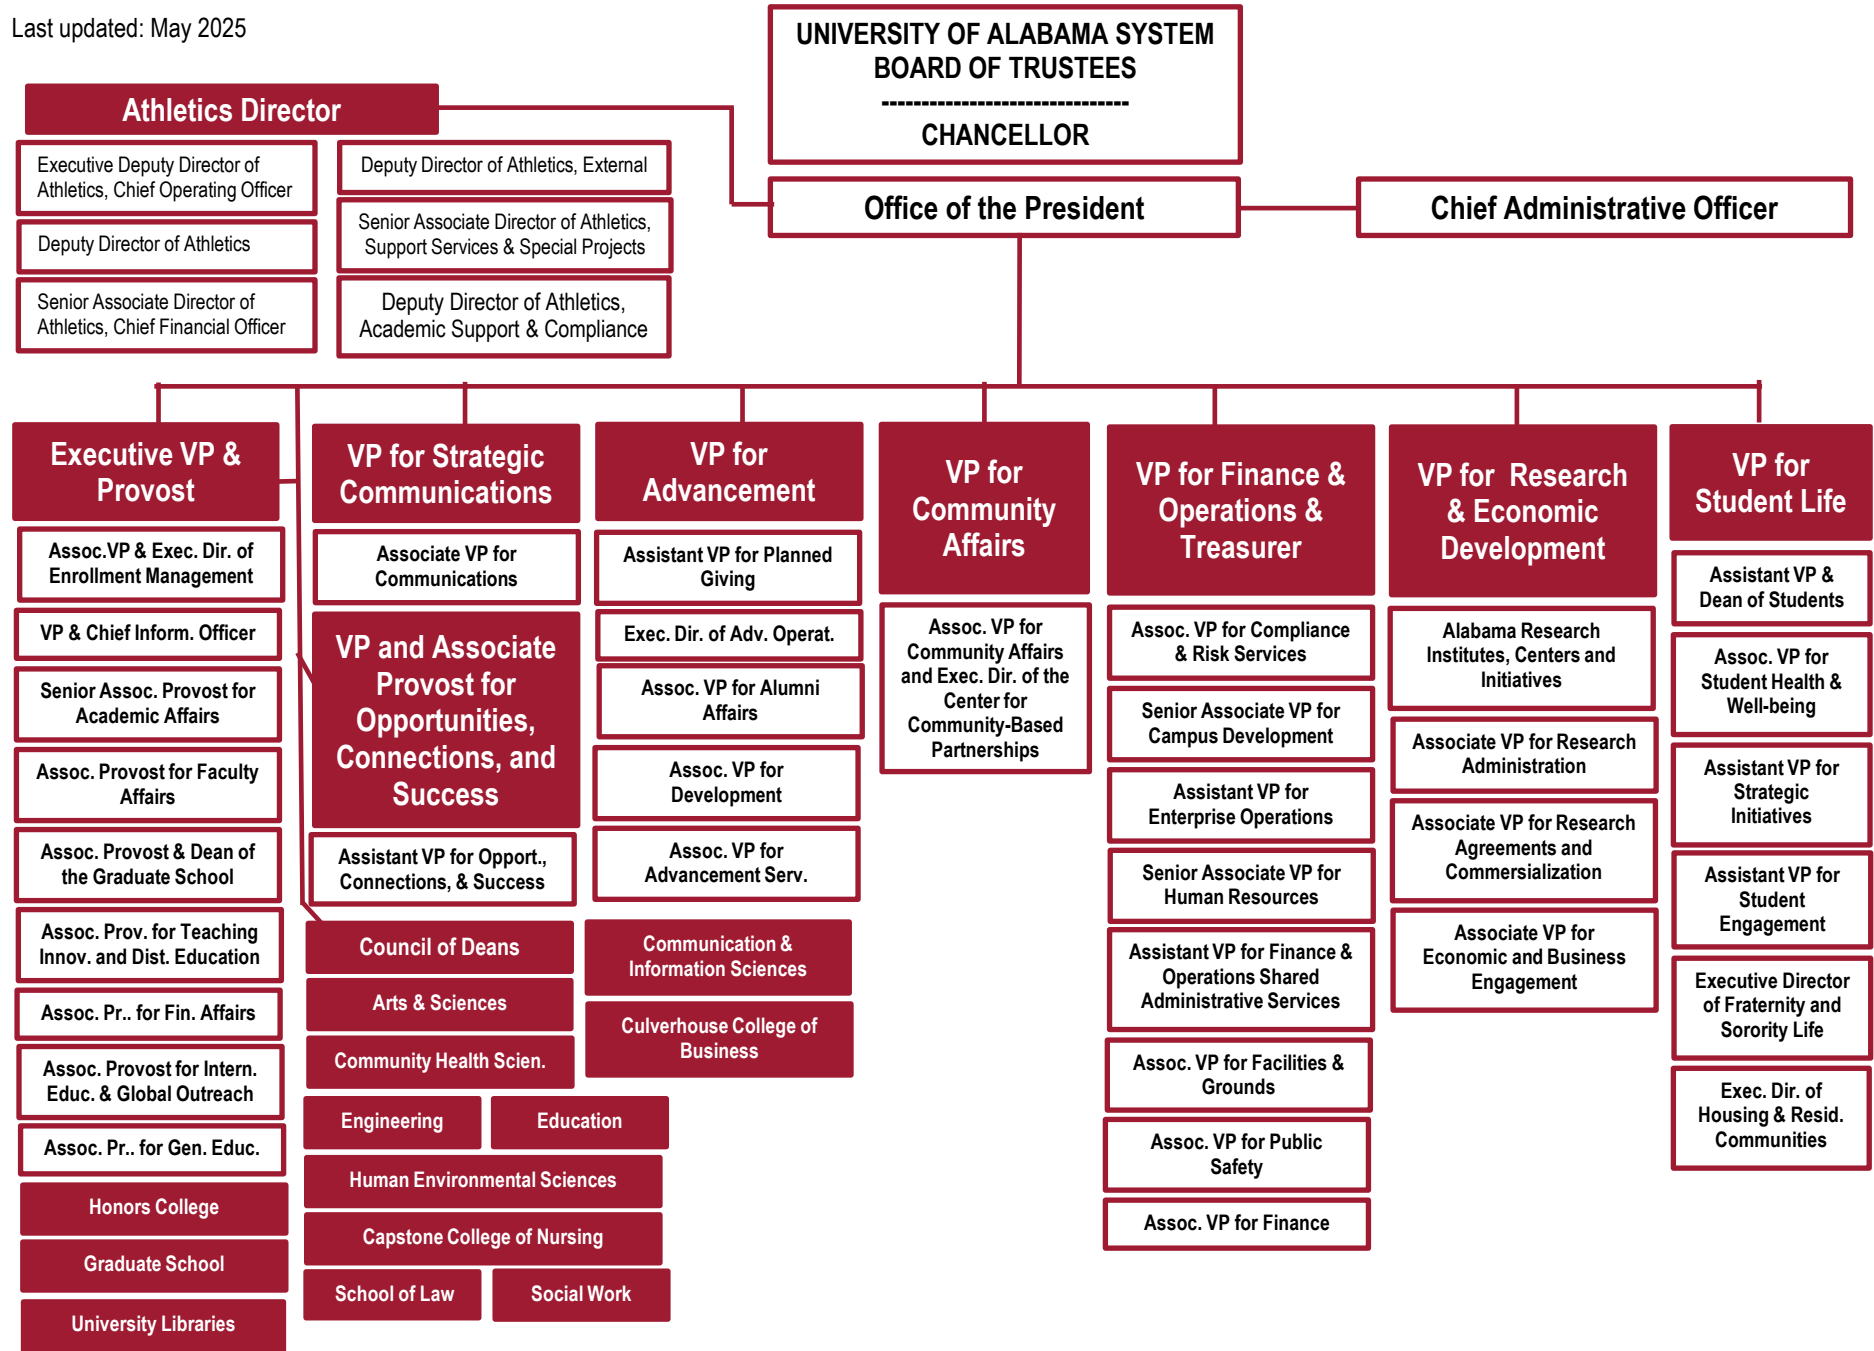 Last updated: May 2025
UNIVERSITY OF ALABAMA SYSTEM
BOARD OF TRUSTEES
-------------------------------
CHANCELLOR
Athletics Director
Executive Deputy Director of
Athletics, Chief Operating Officer
Deputy Director of Athletics
Senior Associate Director of
Athletics, Chief Financial Officer
Deputy Director of Athletics, External
Senior Associate Director of Athletics,
Support Services & Special Projects
Deputy Director of Athletics,
Academic Support & Compliance
Office of the President
Chief Administrative Officer
Executive VP &
Provost
Assoc.VP & Exec. Dir. of
Enrollment Management
VP & Chief Inform. Officer
Senior Assoc. Provost for
Academic Affairs
Assoc. Provost for Faculty
Affairs
Assoc. Provost & Dean of
the Graduate School
Assoc. Prov. for Teaching
Innov. and Dist. Education
Assoc. Pr.. for Fin. Affairs
Assoc. Provost for Intern.
Educ. & Global Outreach
Assoc. Pr.. for Gen. Educ.
Honors College
Graduate School
University Libraries
VP for Strategic
Communications
Associate VP for
Communications
VP and Associate
Provost for
Opportunities,
Connections, and
Success
Assistant VP for Opport.,
Connections, & Success
Council of Deans
Arts & Sciences
Community Health Scien.
Engineering
Education
Human Environmental Sciences
Capstone College of Nursing
School of Law
Social Work
VP for
Advancement
Assistant VP for Planned
Giving
Exec. Dir. of Adv. Operat.
Assoc. VP for Alumni
Affairs
Assoc. VP for
Development
Assoc. VP for
Advancement Serv.
Communication &
Information Sciences
Culverhouse College of
Business
VP for
Community
Affairs
Assoc. VP for
Community Affairs
and Exec. Dir. of the
Center for
Community-Based
Partnerships
VP for Finance &
Operations &
Treasurer
Assoc. VP for Compliance
& Risk Services
Senior Associate VP for
Campus Development
Assistant VP for
Enterprise Operations
Senior Associate VP for
Human Resources
Assistant VP for Finance &
Operations Shared
Administrative Services
Assoc. VP for Facilities &
Grounds
Assoc. VP for Public
Safety
Assoc. VP for Finance
VP for Research
& Economic
Development
Alabama Research
Institutes, Centers and
Initiatives
Associate VP for Research
Administration
Associate VP for Research
Agreements and
Commersialization
Associate VP for
Economic and Business
Engagement
VP for
Student Life
Assistant VP &
Dean of Students
Assoc. VP for
Student Health &
Well-being
Assistant VP for
Strategic
Initiatives
Assistant VP for
Student
Engagement
Executive Director
of Fraternity and
Sorority Life
Exec. Dir. of
Housing & Resid.
Communities